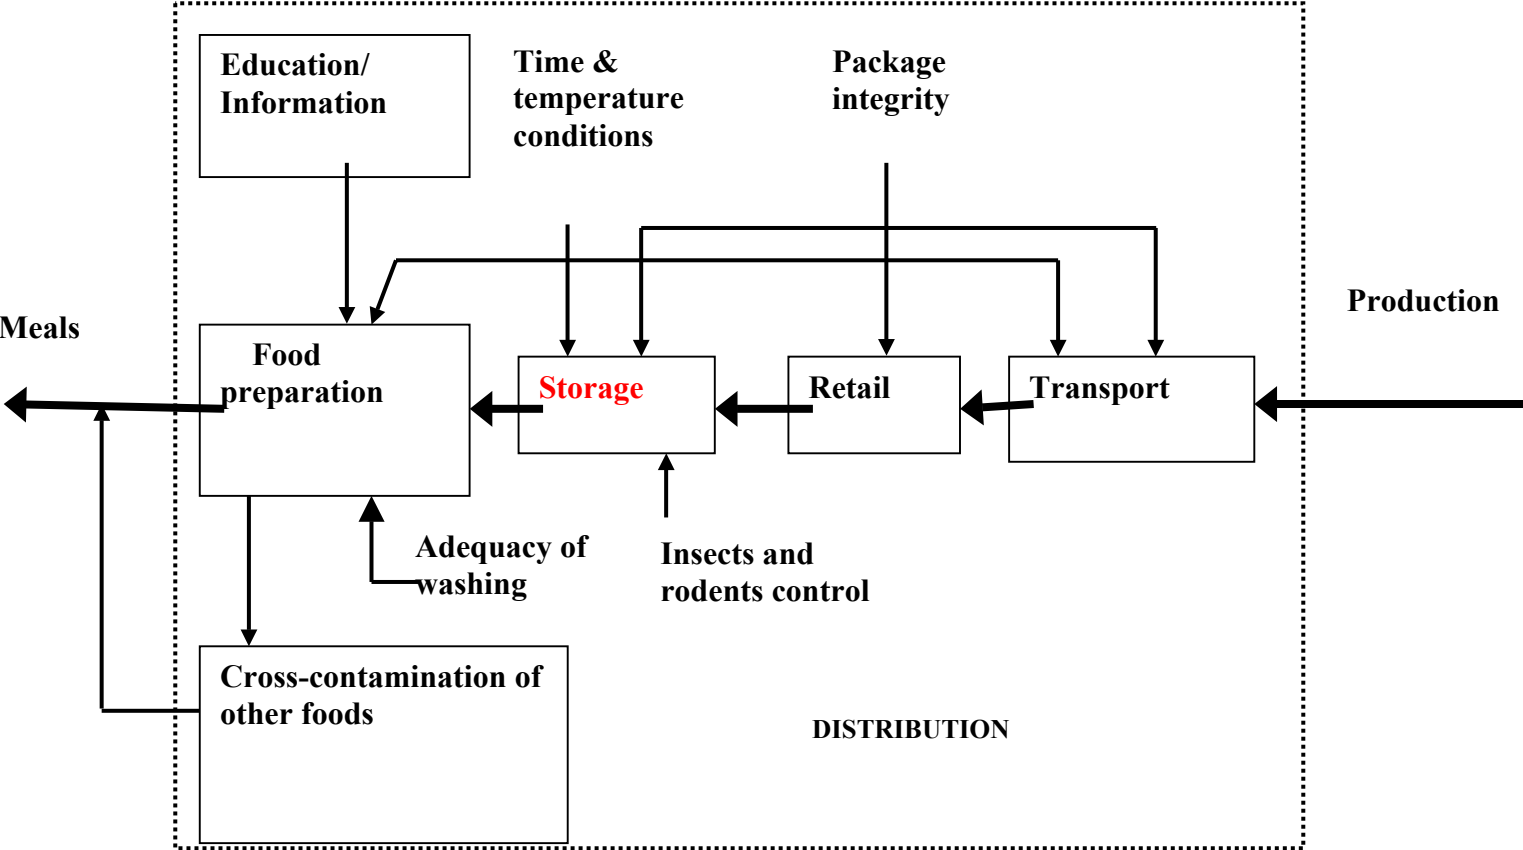 Education/
Information
Time &
temperature
conditions
Package
integrity
Production
Meals
Food
preparation
Storage
Retail
Transport
Adequacy of
washing
Insects and
rodents control
Cross-contamination of
other foods
DISTRIBUTION